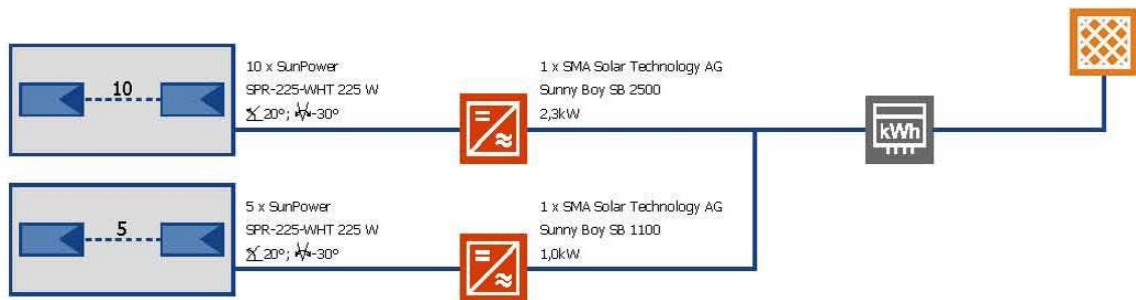 10
10 x SunPower
SPR-225-WHT 225 W
20°; -30°
1 x SMA Solar Technology AG
Sunny Boy SB 2500
2,3kW
kWh
5
5 x SunPower
SPR-225-WHT 225 W
20°; -30°
1 x SMA Solar Technology AG
Sunny Boy SB 1100
1,0kW